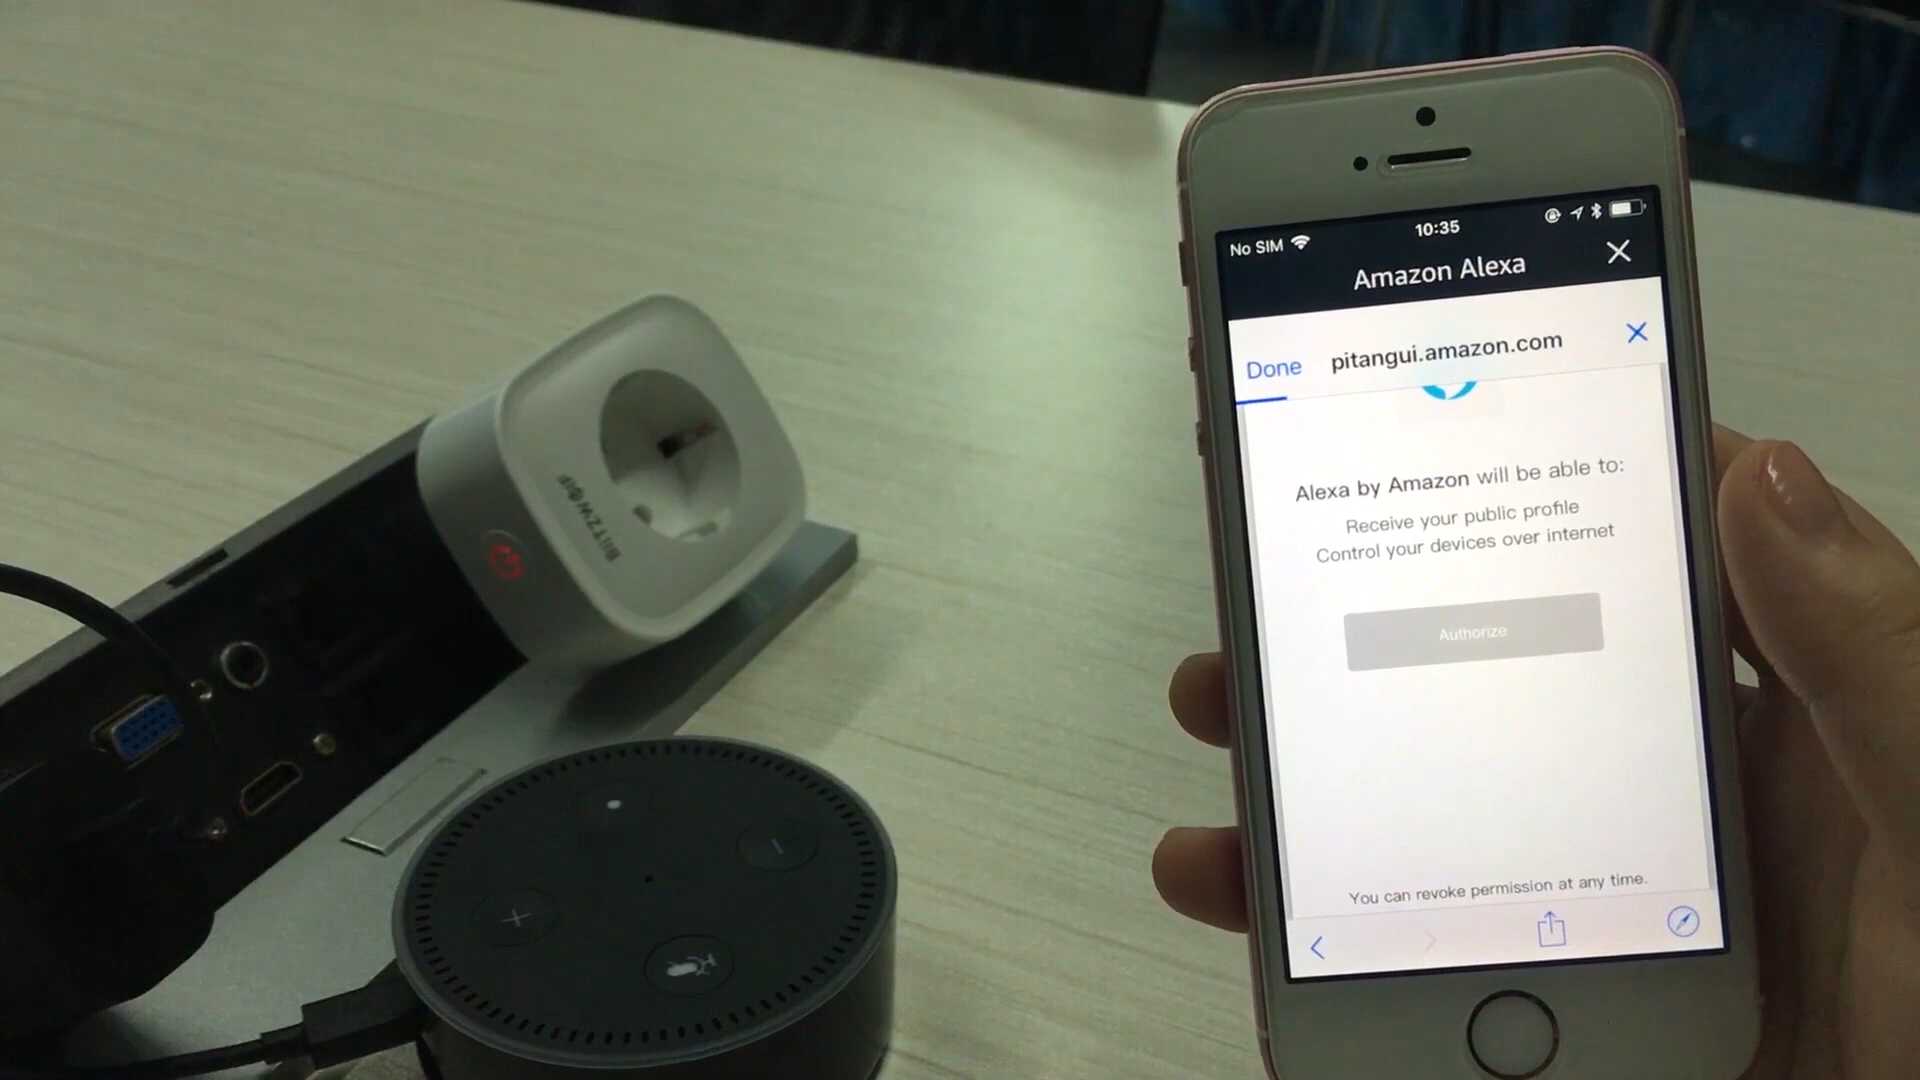 No SIM 10:35
Amazon Alexa
Done pitangui.amazon.com
Alexa by Amazon will be able to:
Receive your public profile
Control your devices over internet
Authorize
You can revoke permission at any time.
BLITZWOLF